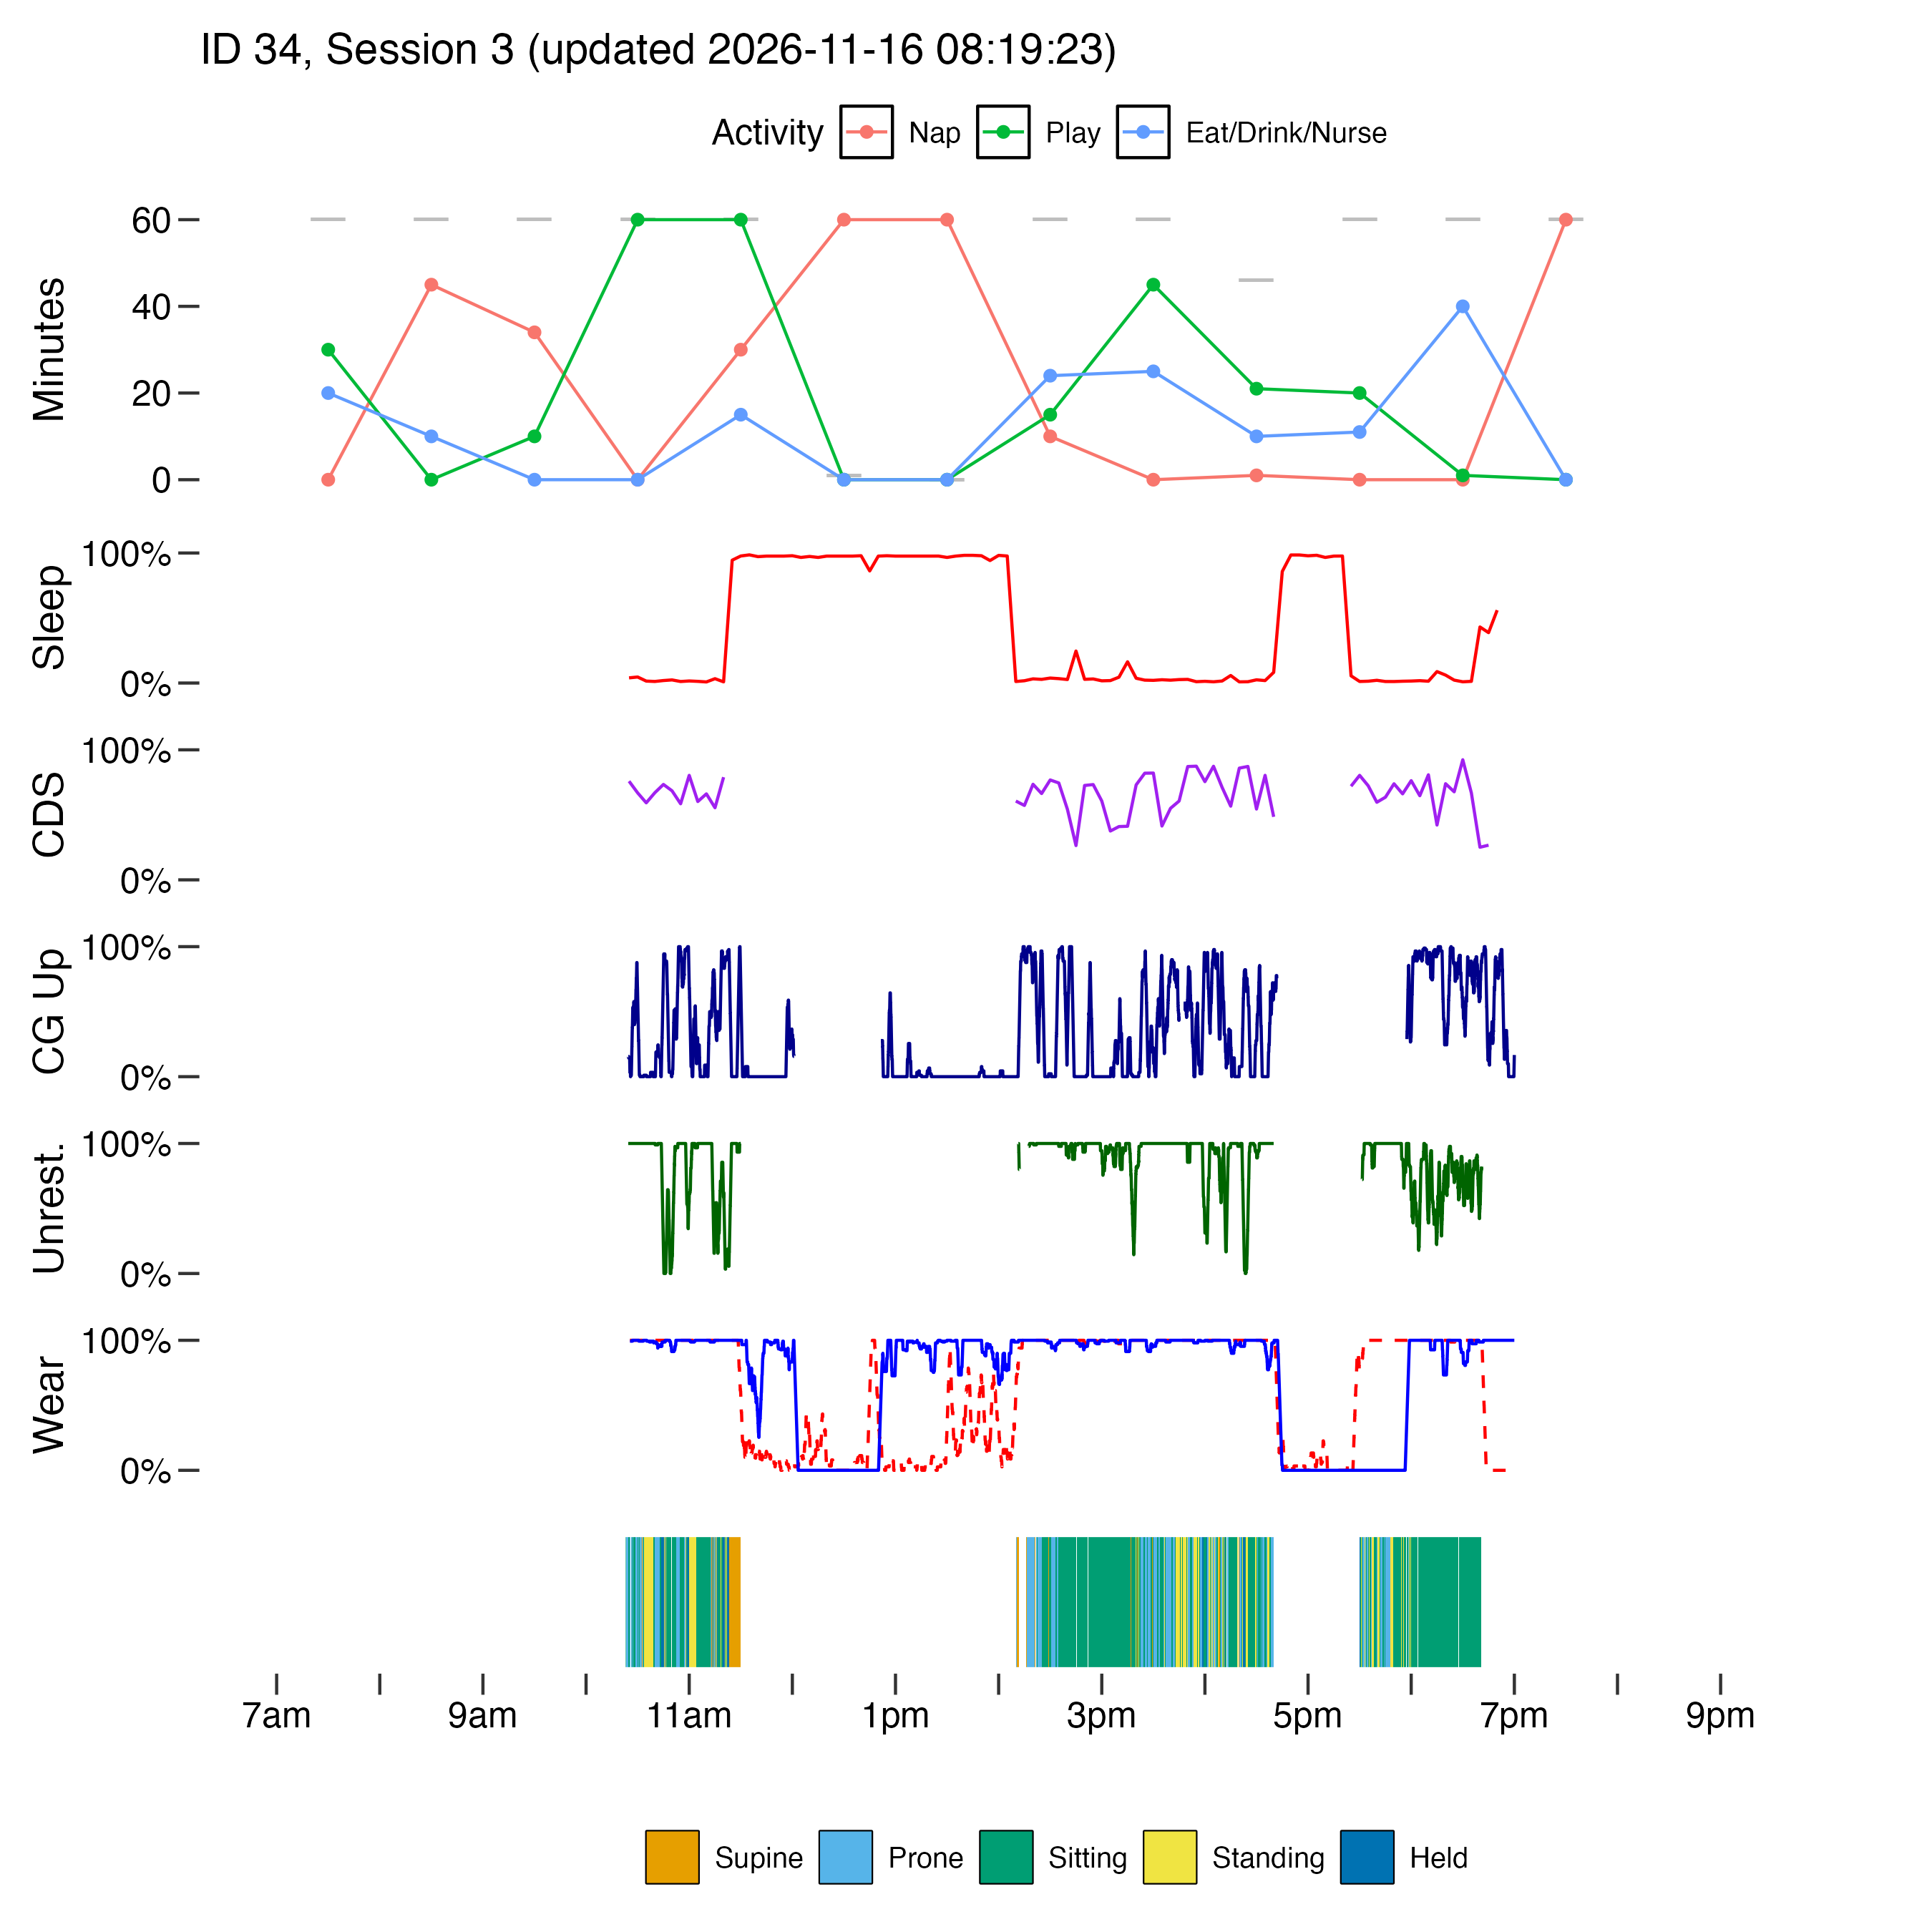 ID 34, Session 3 (updated 2026-11-16 08:19:23)
Activity Nap Play Eat/Drink/Nurse
Minutes
60
40
20
0
Sleep
100%
0%
CDS
100%
0%
CG Up
100%
0%
Unrest.
100%
0%
Wear
100%
0%
7am 9am 11am 1pm 3pm 5pm 7pm 9pm
Supine Prone Sitting Standing Held